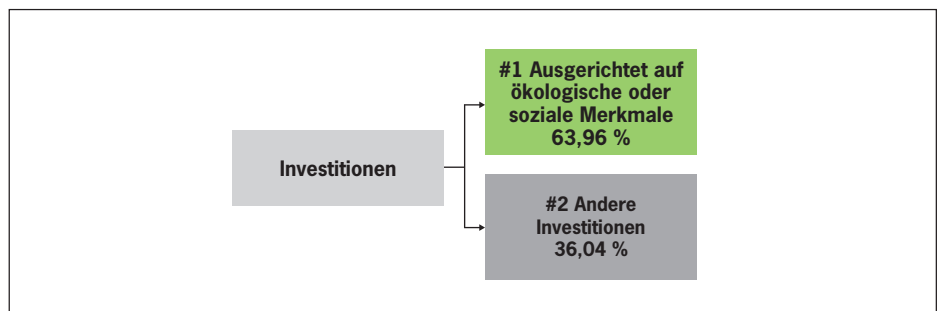 Investitionen
#1 Ausgerichtet auf
ökologische oder
soziale Merkmale
63,96 %
#2 Andere
Investitionen
36,04 %